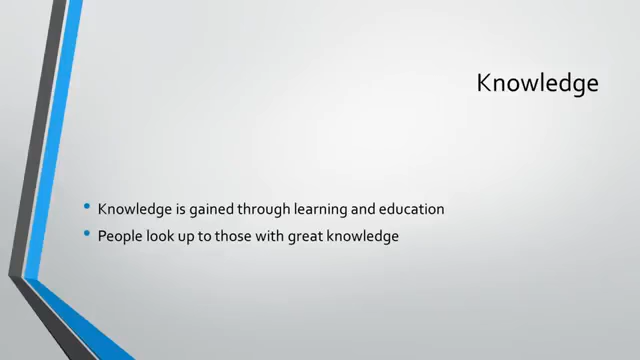 Knowledge
• Knowledge is gained through learning and education
• People look up to those with great knowledge